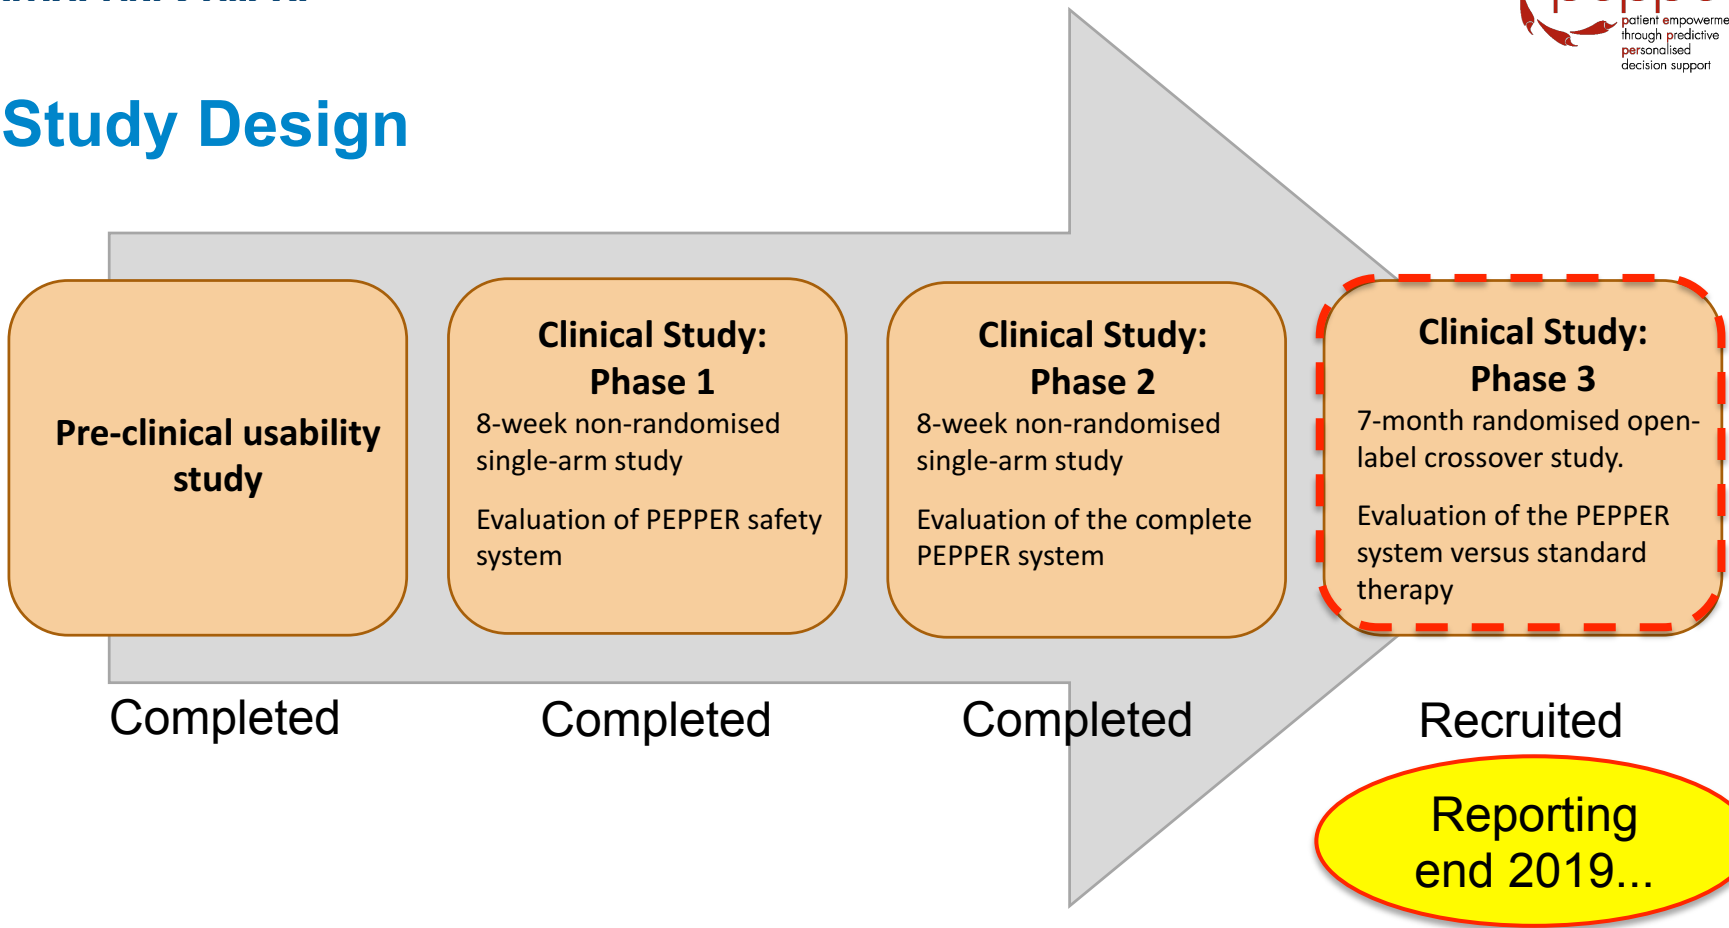 patient empowerme
through predictive
personalised
decision support
Study Design
Pre-clinical usability
study
Clinical Study:
Phase 1
8-week non-randomised
single-arm study
Evaluation of PEPPER safety
system
Clinical Study:
Phase 2
8-week non-randomised
single-arm study
Evaluation of the complete
PEPPER system
Clinical Study:
Phase 3
7-month randomised open-
label crossover study.
Evaluation of the PEPPER
system versus standard
therapy
Completed
Completed
Completed
Recruited
Reporting
end 2019...